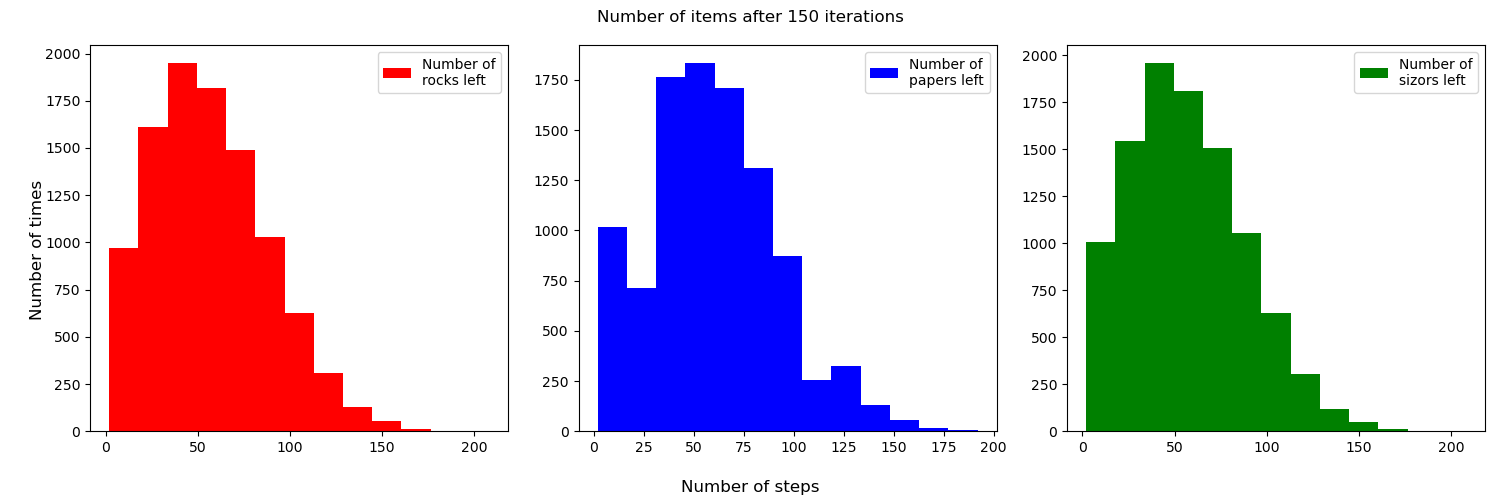 Number of items after 150 iterations
Number of times
2000
1750
1500
1250
1000
750
500
250
0
0 50 100 150 200
Number of
rocks left
1750
1500
1250
1000
750
500
250
0
0 25 50 75 100 125 150 175 200
Number of
papers left
2000
1750
1500
1250
1000
750
500
250
0
0 50 100 150 200
Number of
sizors left
Number of steps